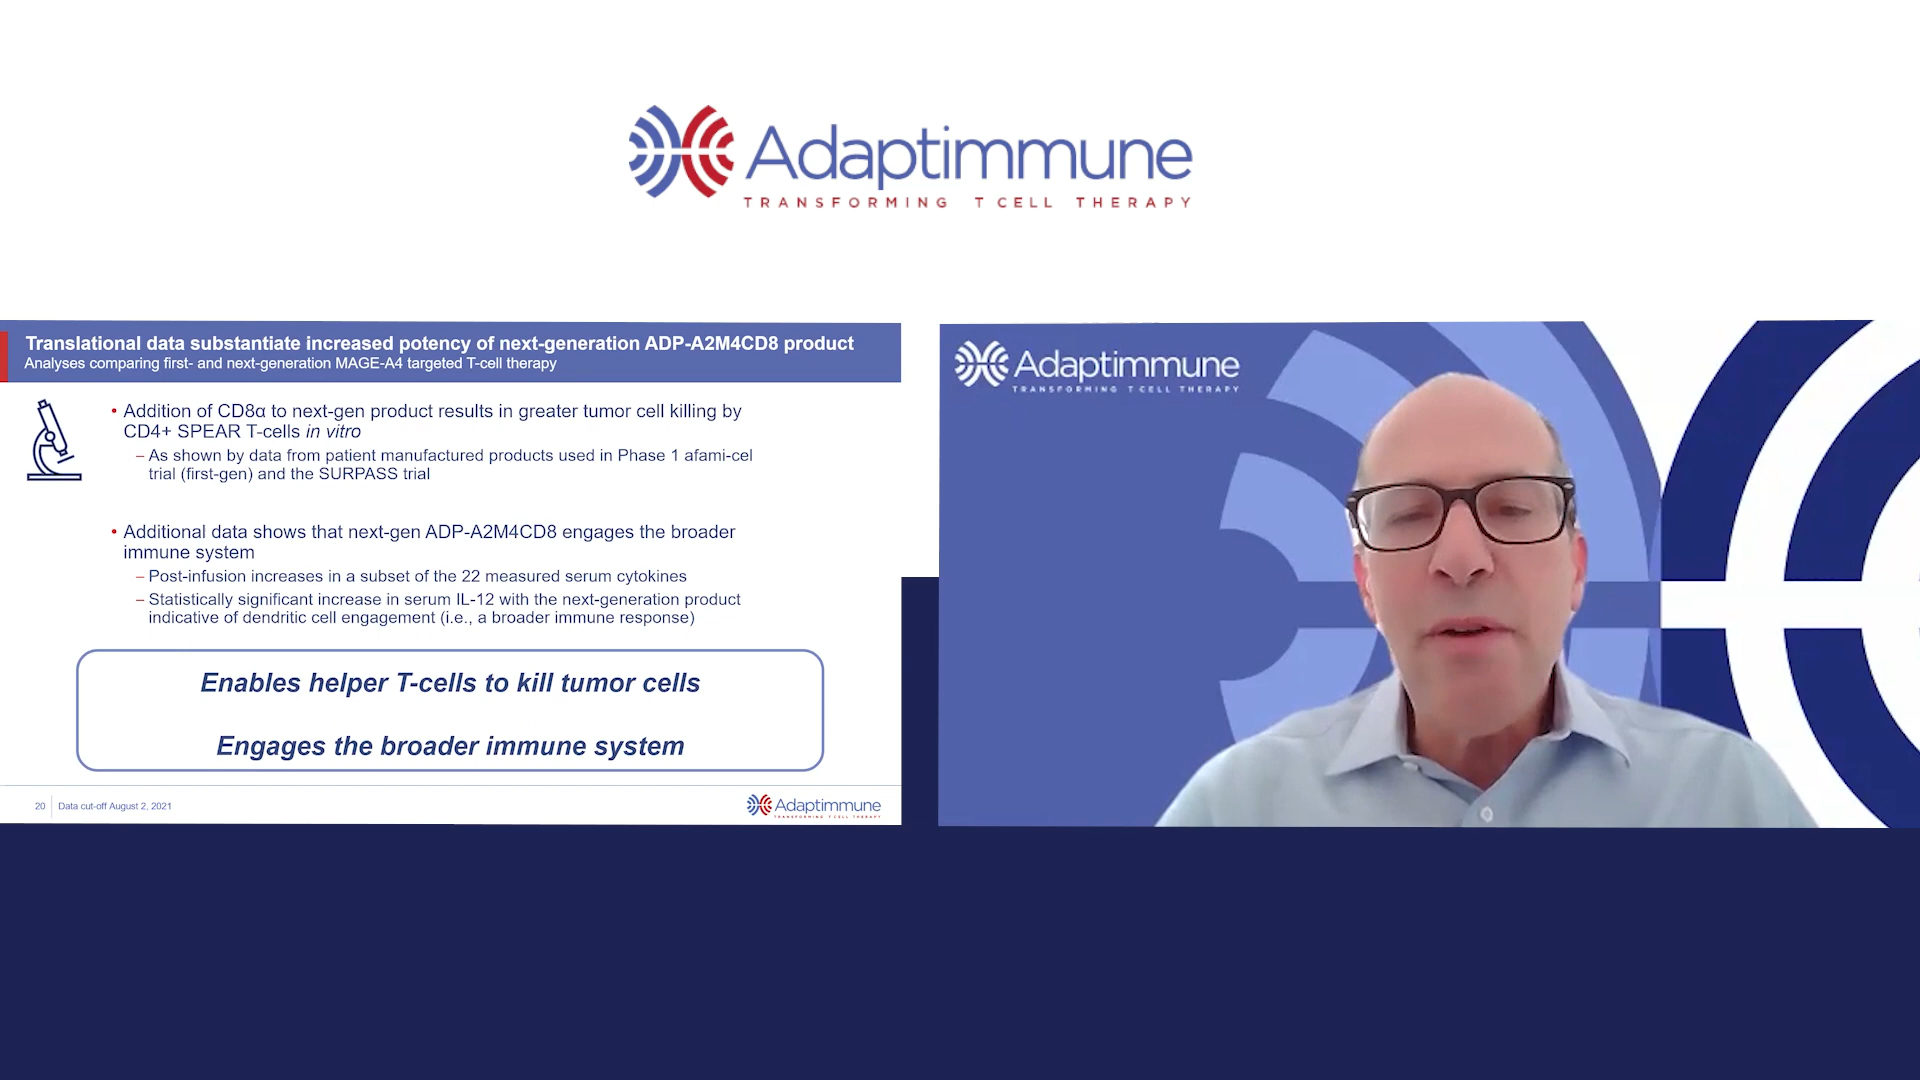 Adaptimmune
TRANSFORMING T CELL THERAPY
Translational data substantiate increased potency of next-generation ADP-A2M4CD8 product
Analyses comparing first- and next-generation MAGE-A4 targeted T-cell therapy
• Addition of CD8α to next-gen product results in greater tumor cell killing by
CD4+ SPEAR T-cells in vitro
– As shown by data from patient manufactured products used in Phase 1 afami-cel
trial (first-gen) and the SURPASS trial
• Additional data shows that next-gen ADP-A2M4CD8 engages the broader
immune system
– Post-infusion increases in a subset of the 22 measured serum cytokines
– Statistically significant increase in serum IL-12 with the next-generation product
indicative of dendritic cell engagement (i.e., a broader immune response)
Enables helper T-cells to kill tumor cells
Engages the broader immune system
20 Data cut-off August 2, 2021
Adaptimmune
TRANSFORMING T CELL THERAPY
Adaptimmune
TRANSFORMING T CELL THERAPY